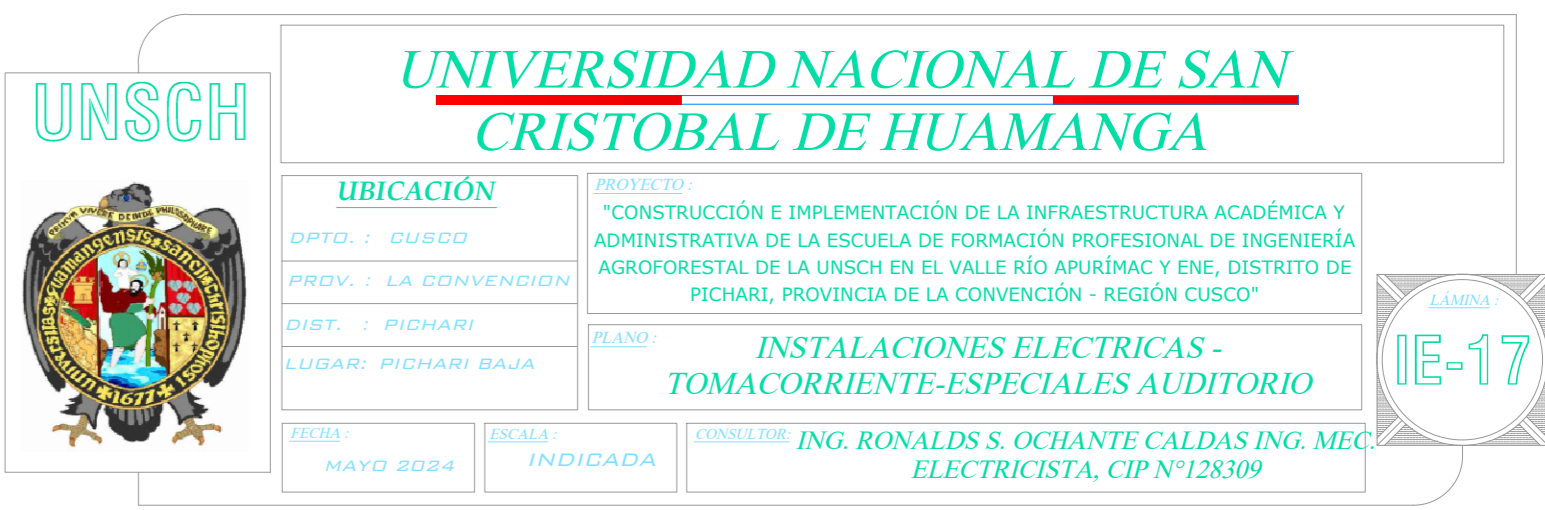 UNSCH
UNIVERSIDAD NACIONAL DE SAN
CRISTOBAL DE HUAMANGA
UBICACIÓN
DPTO. : CUSCO
PROV. : LA CONVENCION
DIST. : PICHARI
LUGAR: PICHARI BAJA
PROYECTO :
"CONSTRUCCIÓN E IMPLEMENTACIÓN DE LA INFRAESTRUCTURA ACADÉMICA Y
ADMINISTRATIVA DE LA ESCUELA DE FORMACIÓN PROFESIONAL DE INGENIERÍA
AGROFORESTAL DE LA UNSCH EN EL VALLE RÍO APURÍMAC Y ENE, DISTRITO DE
PICHARI, PROVINCIA DE LA CONVENCIÓN - REGIÓN CUSCO"
PLANO :
INSTALACIONES ELECTRICAS -
TOMACORRIENTE-ESPECIALES AUDITORIO
LÁMINA :
IE-17
FECHA :
MAYO 2024
ESCALA :
INDICADA
CONSULTOR: ING. RONALDS S. OCHANTE CALDAS ING. MEC.
ELECTRICISTA, CIP N°128309
VIVERE DEINDE PHILOSOPHARE
1677